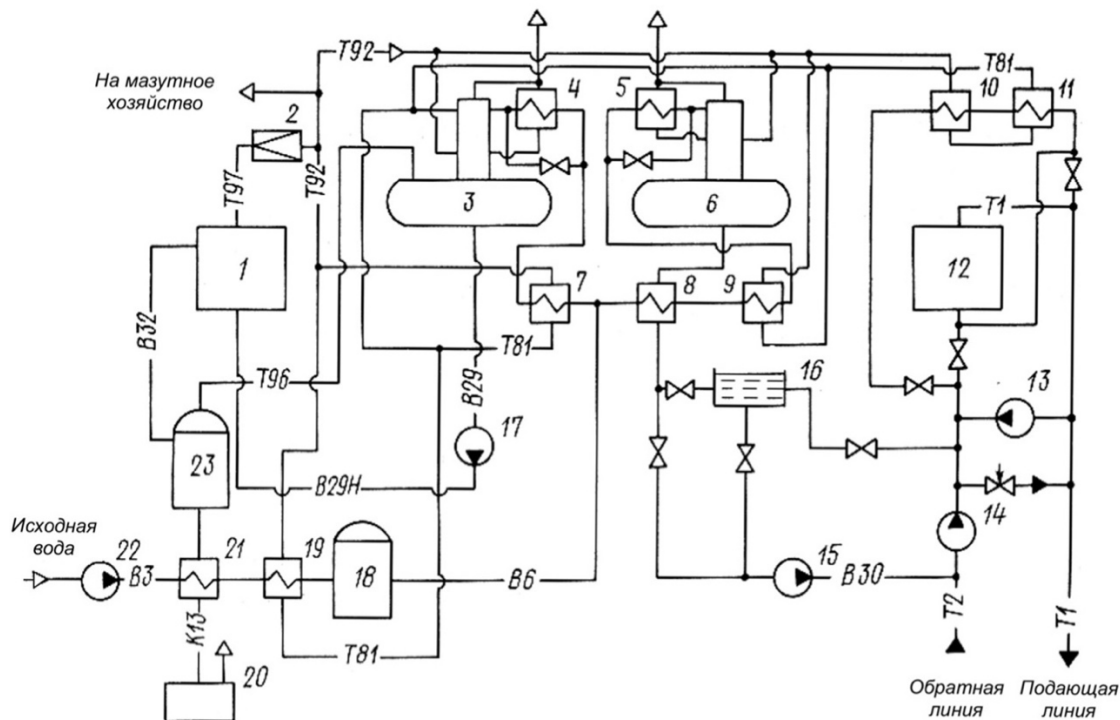 Т92
Т81
На мазутное
хозяйство
2
4
5
10
11
Т97
Т92
3
6
Т1
1
7
8
9
12
В32
Т81
Т96
В29
16
13
17
23
В29Н
14
Исходная
вода
22
В3
21
19
18
В6
15
В30
К13
Т81
Т2
Т1
20
Обратная
линия
Подающая
линия